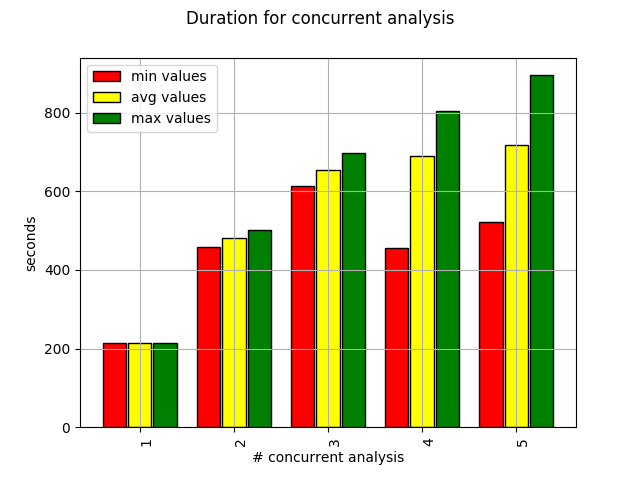 Duration for concurrent analysis
min values
avg values
max values
800
600
400
200
0
seconds
1 2 3 4 5
# concurrent analysis